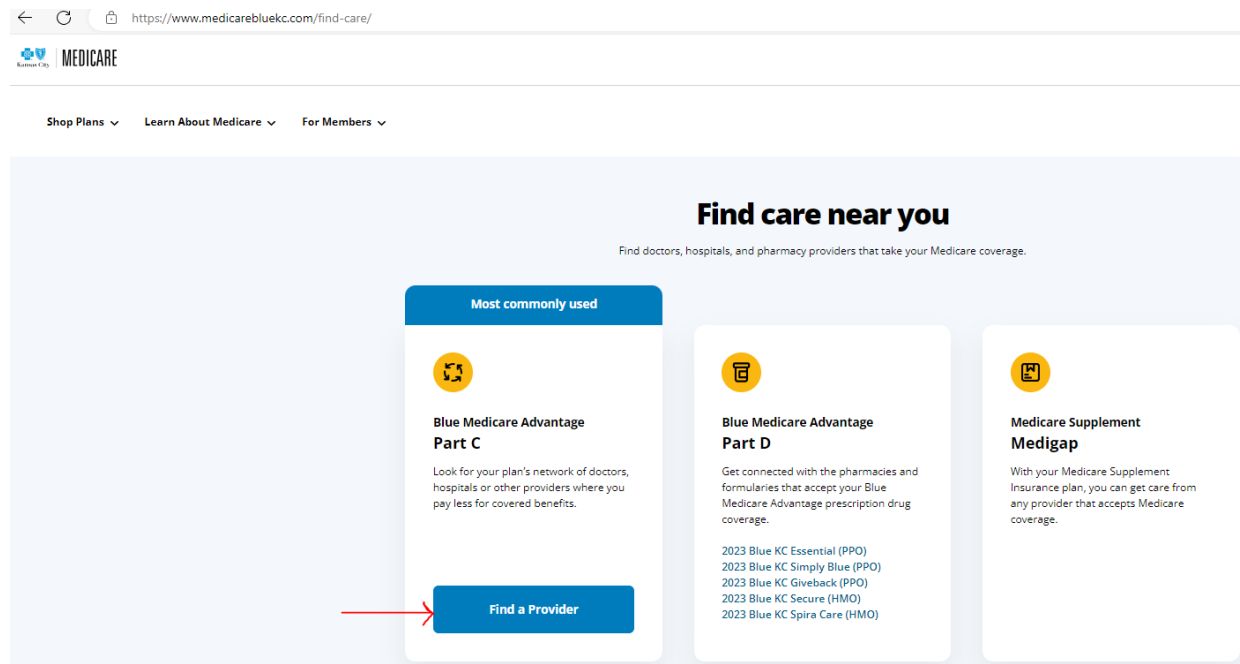 https://www.medicarebluekc.com/find-care/
Kansas City
MEDICARE
Shop Plans
Learn About Medicare
For Members
Find care near you
Find doctors, hospitals, and pharmacy providers that take your Medicare coverage.
Most commonly used
Blue Medicare Advantage
Part C
Look for your plan's network of doctors,
hospitals or other providers where you
pay less for covered benefits.
Find a Provider
Blue Medicare Advantage
Part D
Get connected with the pharmacies and
formularies that accept your Blue
Medicare Advantage prescription drug
coverage.
2023 Blue KC Essential (PPO)
2023 Blue KC Simply Blue (PPO)
2023 Blue KC Giveback (PPO)
2023 Blue KC Secure (HMO)
2023 Blue KC Spira Care (HMO)
Medicare Supplement
Medigap
With your Medicare Supplement
Insurance plan, you can get care from
any provider that accepts Medicare
coverage.